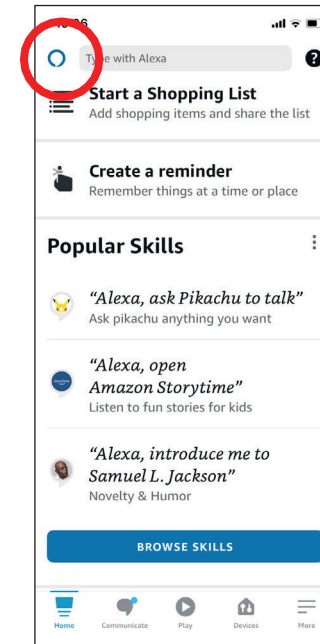 Type with Alexa
?
Start a Shopping List
Add shopping items and share the list
Create a reminder
Remember things at a time or place
Popular Skills
“Alexa, ask Pikachu to talk”
Ask pikachu anything you want
“Alexa, open
Amazon Storytime”
Listen to fun stories for kids
“Alexa, introduce me to
Samuel L. Jackson”
Novelty & Humor
BROWSE SKILLS
Home Communicate Play Devices More